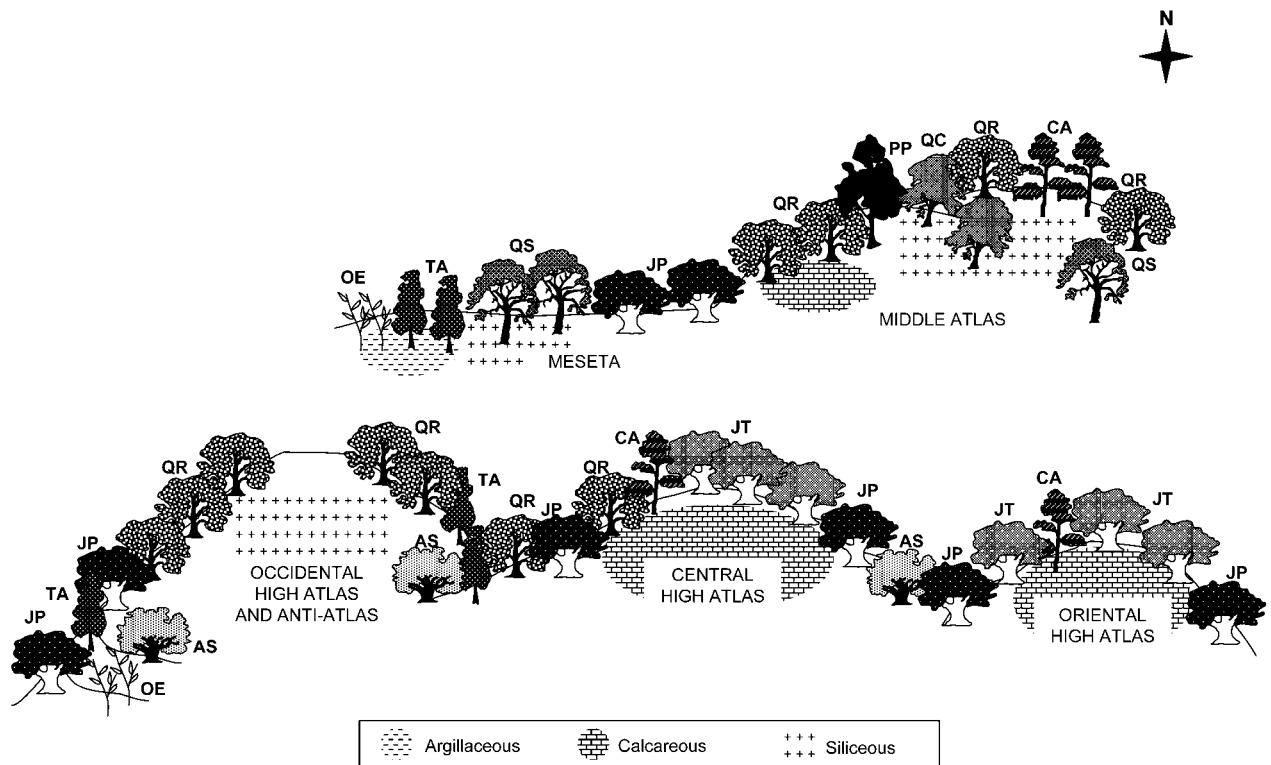 N
CA
QR
QC
PP
QR
QR
QS
TA
OE
JP
QS
MIDDLE ATLAS
MESETA
QR
JT
CA
QR
QR
TA
QR
CA
JP
JP
JT
JT
AS
AS
JP
JP
OCCIDENTAL
HIGH ATLAS
AND ANTI-ATLAS
CENTRAL
HIGH ATLAS
JP
TA
ORIENTAL
HIGH ATLAS
JP
AS
OE
Argillaceous
Calcareous
Siliceous